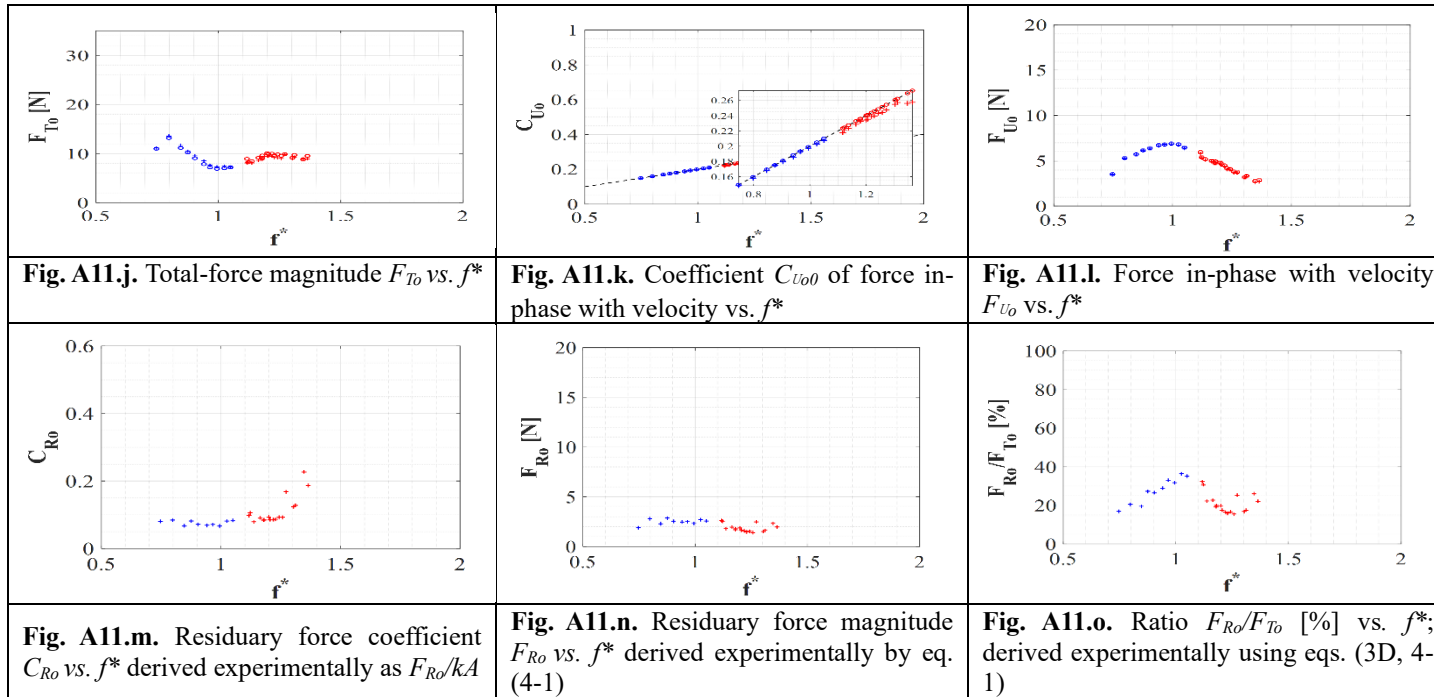 30
20
10
0
F_To [N]
0.5 1 1.5 2
f*
Fig. A11.j. Total-force magnitude F_To vs. f*
1
0.8
0.6
0.4
0.2
0
C_U0
0.26
0.24
0.22
0.2
0.18
0.16
0.8 1 1.2
0.5 1 1.5 2
f*
Fig. A11.k. Coefficient C_Uo0 of force in-
phase with velocity vs. f*
20
15
10
5
0
F_U0 [N]
0.5 1 1.5 2
f*
Fig. A11.l. Force in-phase with velocity
F_Uo vs. f*
0.6
0.4
0.2
0
C_Ro
0.5 1 1.5 2
f*
Fig. A11.m. Residuary force coefficient
C_Ro vs. f* derived experimentally as F_Ro/kA
20
15
10
5
0
F_Ro [N]
0.5 1 1.5 2
f*
Fig. A11.n. Residuary force magnitude
F_Ro vs. f* derived experimentally by eq.
(4-1)
100
80
60
40
20
0
F_Ro/F_To [%]
0.5 1 1.5 2
f*
Fig. A11.o. Ratio F_Ro/F_To [%] vs. f*;
derived experimentally using eqs. (3D, 4-
1)